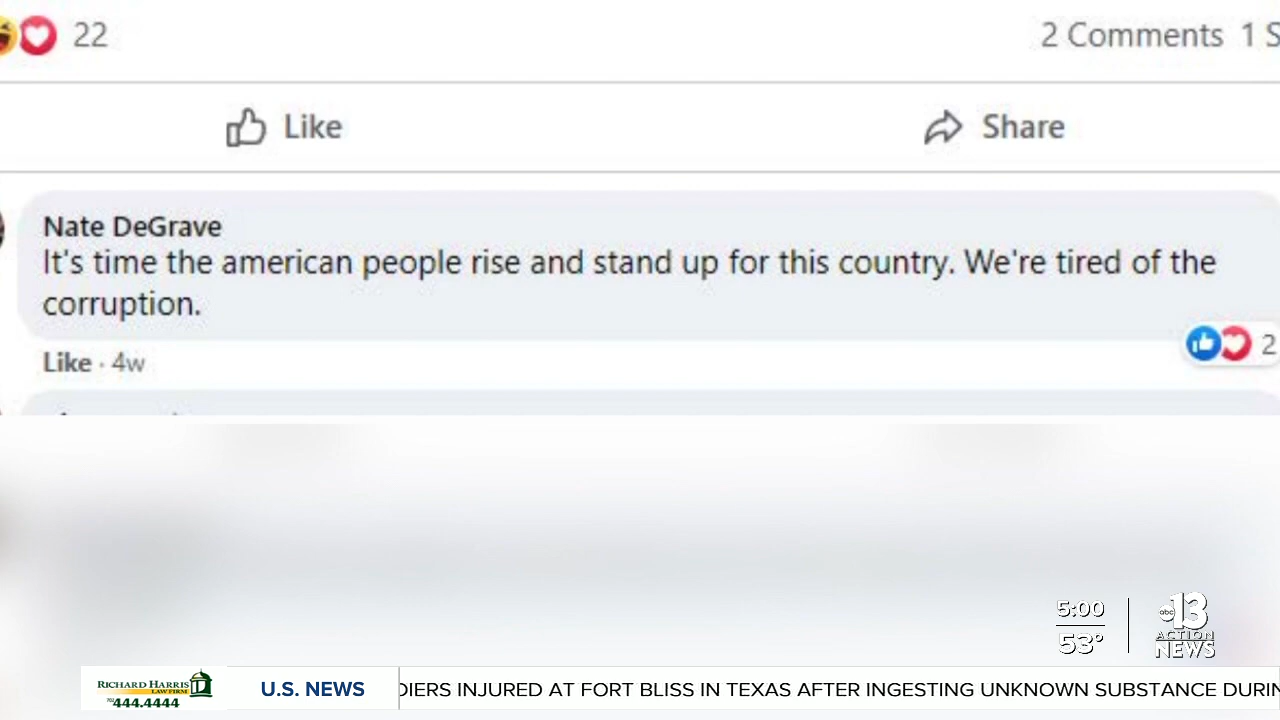 22
2 Comments 1 S
Like
Share
Nate DeGrave
It's time the american people rise and stand up for this country. We're tired of the
corruption.
2
Like · 4w
5:00
53°
abc 13
ACTION
NEWS
RICHARD HARRIS
LAW FIRM
702 444.4444
U.S. NEWS
DIERS INJURED AT FORT BLISS IN TEXAS AFTER INGESTING UNKNOWN SUBSTANCE DURIN